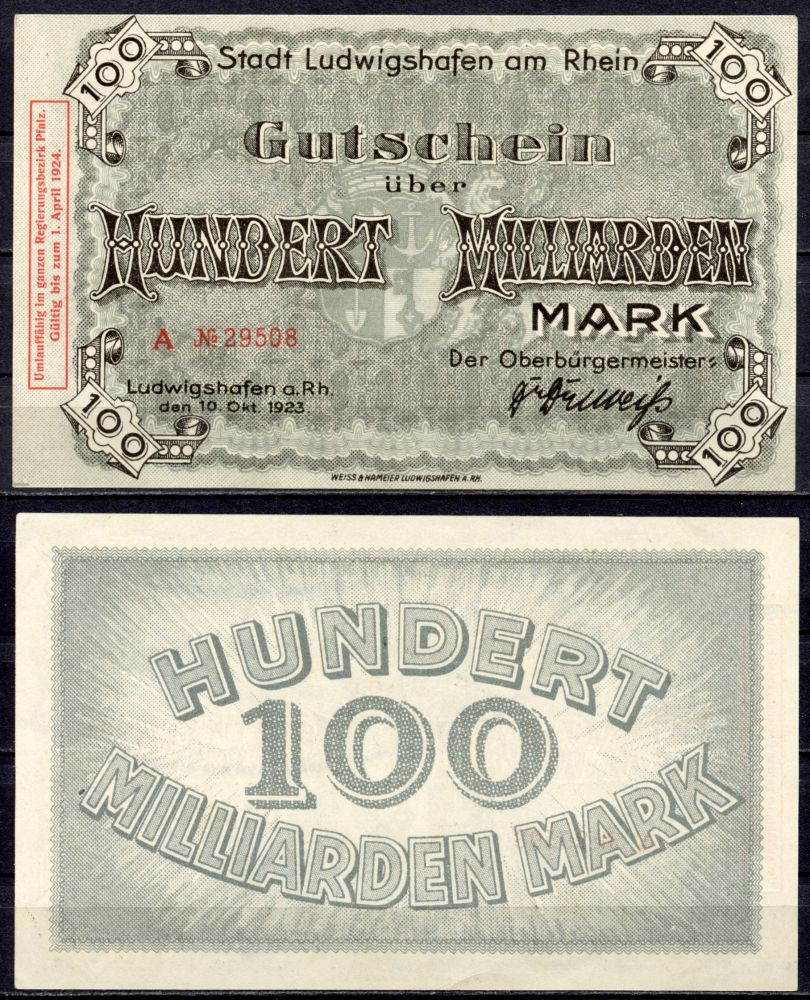 100
Stadt Ludwigshafen am Rhein
100
Gutschein
über
HUNDERT MILLIARDEN
MARK
A № 29508
Der Oberbürgermeister:
Ludwigshafen a.Rh.
den 10. Okt. 1923.
100
100
WEISS & HAMEIER LUDWIGSHAFEN A.RH.
Umlauffähig im ganzen Regierungsbezirk Pfalz.
Gültig bis zum 1. April 1924.
HUNDERT
100
MILLIARDEN MARK